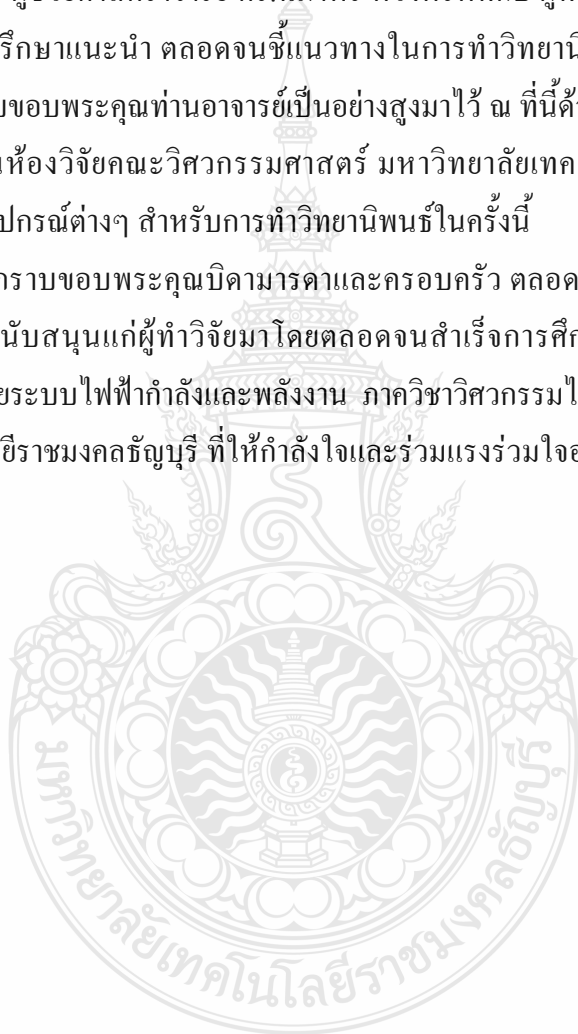 รึกษาแนะนำ ตลอดจนชี้แนวทางในการทำวิทยานิ
บขอบพระคุณท่านอาจารย์เป็นอย่างสูงมาไว้ ณ ที่นี้ด้
นห้องวิจัยคณะวิศวกรรมศาสตร์ มหาวิทยาลัยเทค
ปกรณ์ต่างๆ สำหรับการทำวิทยานิพนธ์ในครั้งนี้
กราบขอบพระคุณบิดามารดาและครอบครัว ตลอด
นับสนุนแก่ผู้ทำวิจัยมาโดยตลอดจนสำเร็จการศึก
ยระบบไฟฟ้ากำลังและพลังงาน ภาควิชาวิศวกรรมไ
ยีราชมงคลธัญบุรี ที่ให้กำลังใจและร่วมแรงร่วมใจอ
มหาวิทยาลัยเทคโนโลยีราชมงคลธัญบุรี